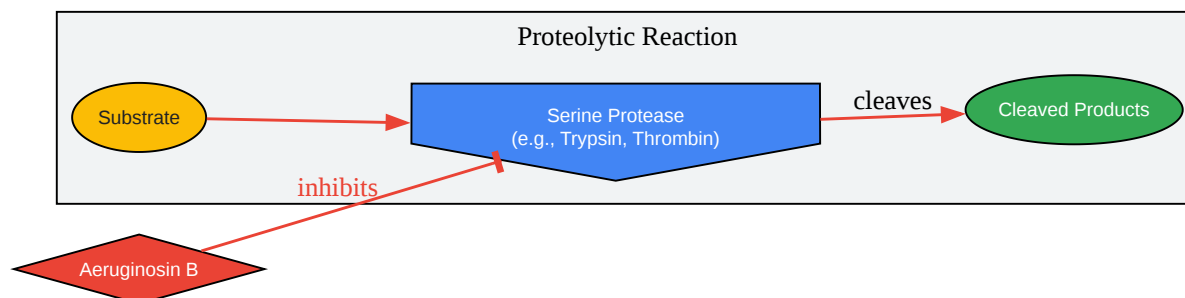 Proteolytic Reaction
Substrate
Serine Protease
(e.g., Trypsin, Thrombin)
cleaves
Cleaved Products
inhibits
Aeruginosin B